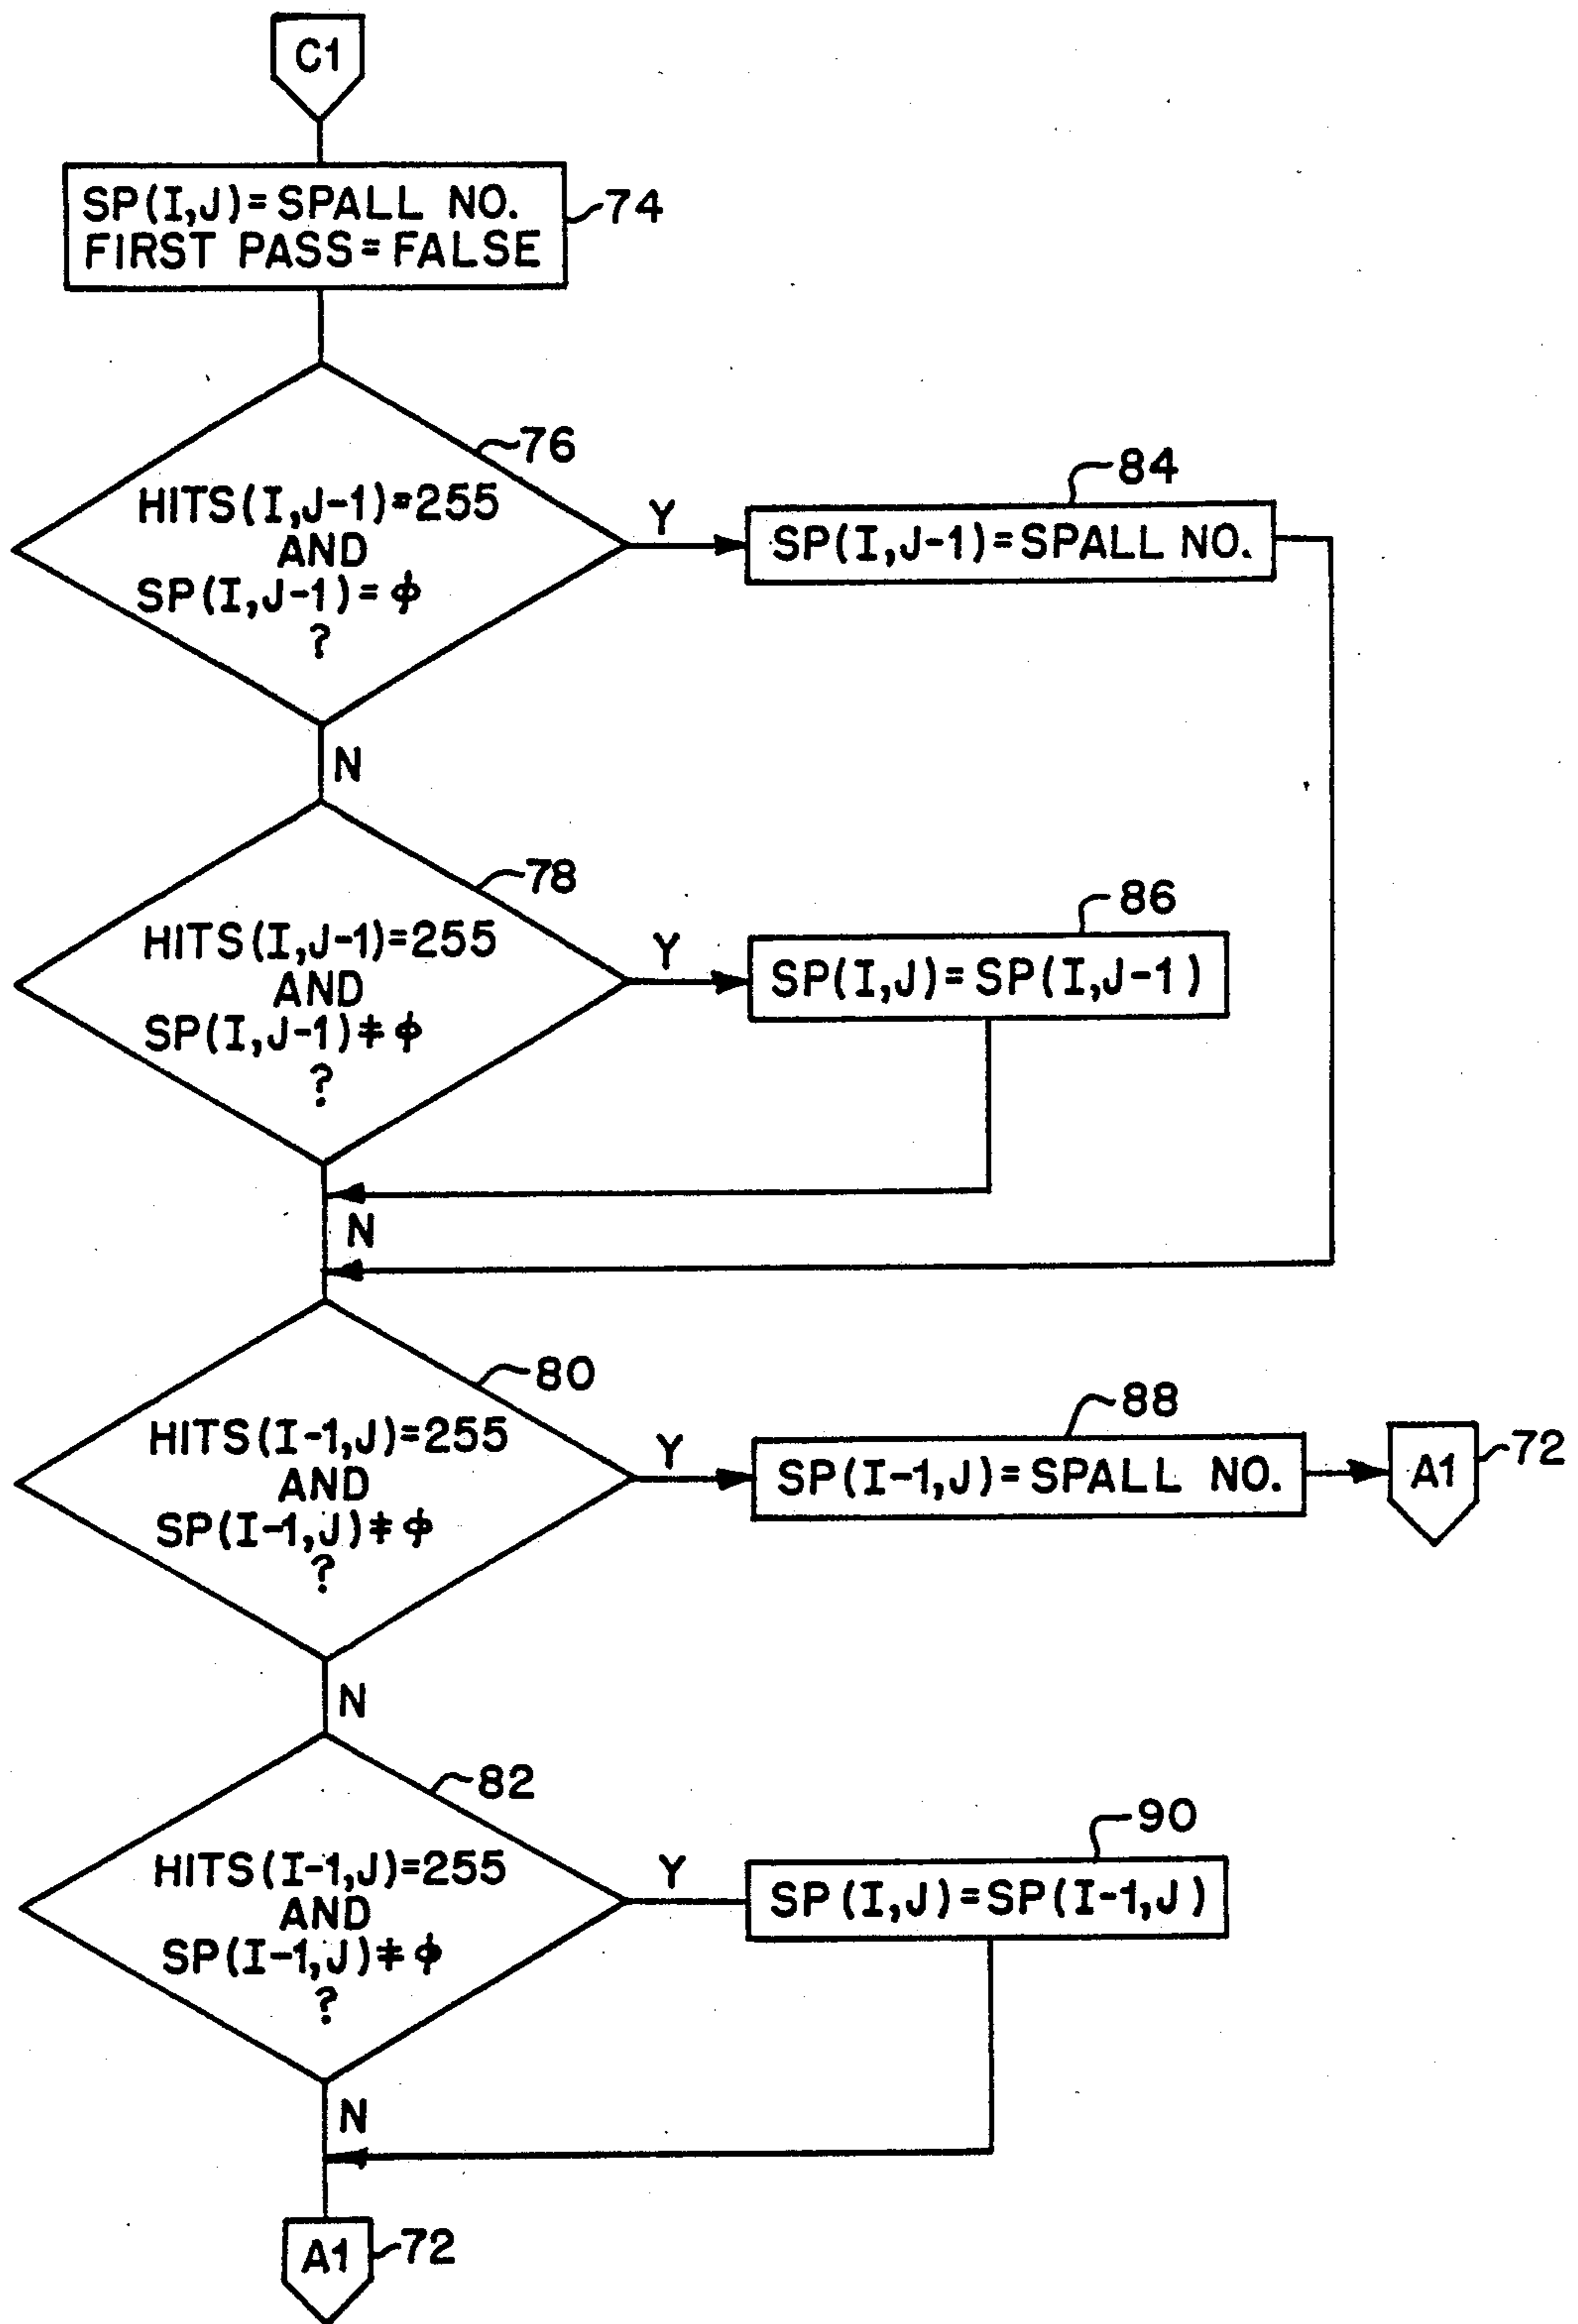 C1
SP(I,J)=SPALL NO.
FIRST PASS=FALSE
74
76
HITS(I,J-1)=255
AND
SP(I,J-1)=ϕ
?
Y
84
SP(I,J-1)=SPALL NO.
N
78
HITS(I,J-1)=255
AND
SP(I,J-1)≠ϕ
?
Y
86
SP(I,J)=SP(I,J-1)
N
80
HITS(I-1,J)=255
AND
SP(I-1,J)≠ϕ
?
Y
88
SP(I-1,J)=SPALL NO.
A1
72
N
82
HITS(I-1,J)=255
AND
SP(I-1,J)≠ϕ
?
Y
90
SP(I,J)=SP(I-1,J)
N
A1
72